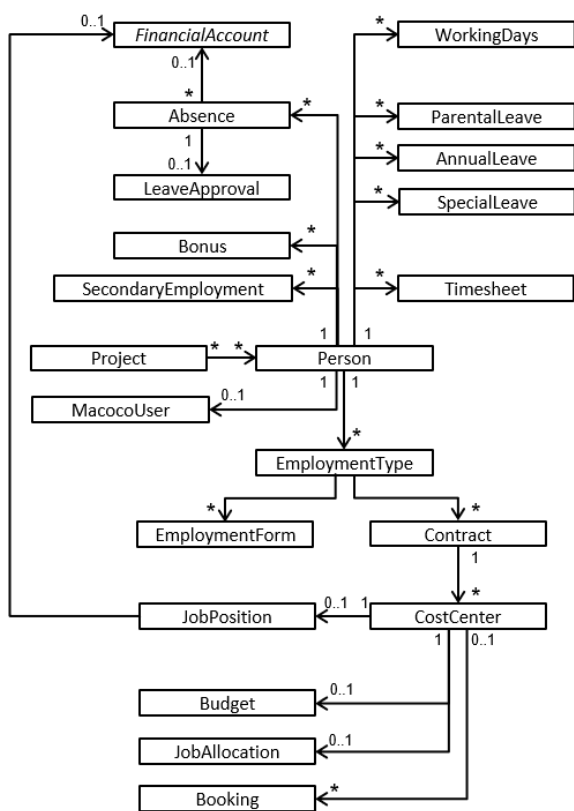 0..1
FinancialAccount
*
WorkingDays
0..1
*
Absence
*
*
ParentalLeave
1
*
AnnualLeave
0..1
LeaveApproval
*
SpecialLeave
Bonus
*
SecondaryEmployment
*
*
Timesheet
1
1
Project
*
*
Person
1
1
MacocoUser
0..1
*
EmploymentType
*
*
EmploymentForm
Contract
1
*
JobPosition
0..1
1
CostCenter
1
0..1
Budget
0..1
JobAllocation
0..1
Booking
*